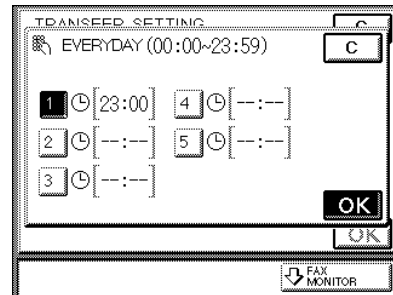 TRANSFER SETTING C
EVERYDAY (00:00~23:59) C
1 [23:00] 4 [--:--]
2 [--:--] 5 [--:--]
3 [--:--]
OK
OK
FAX
MONITOR